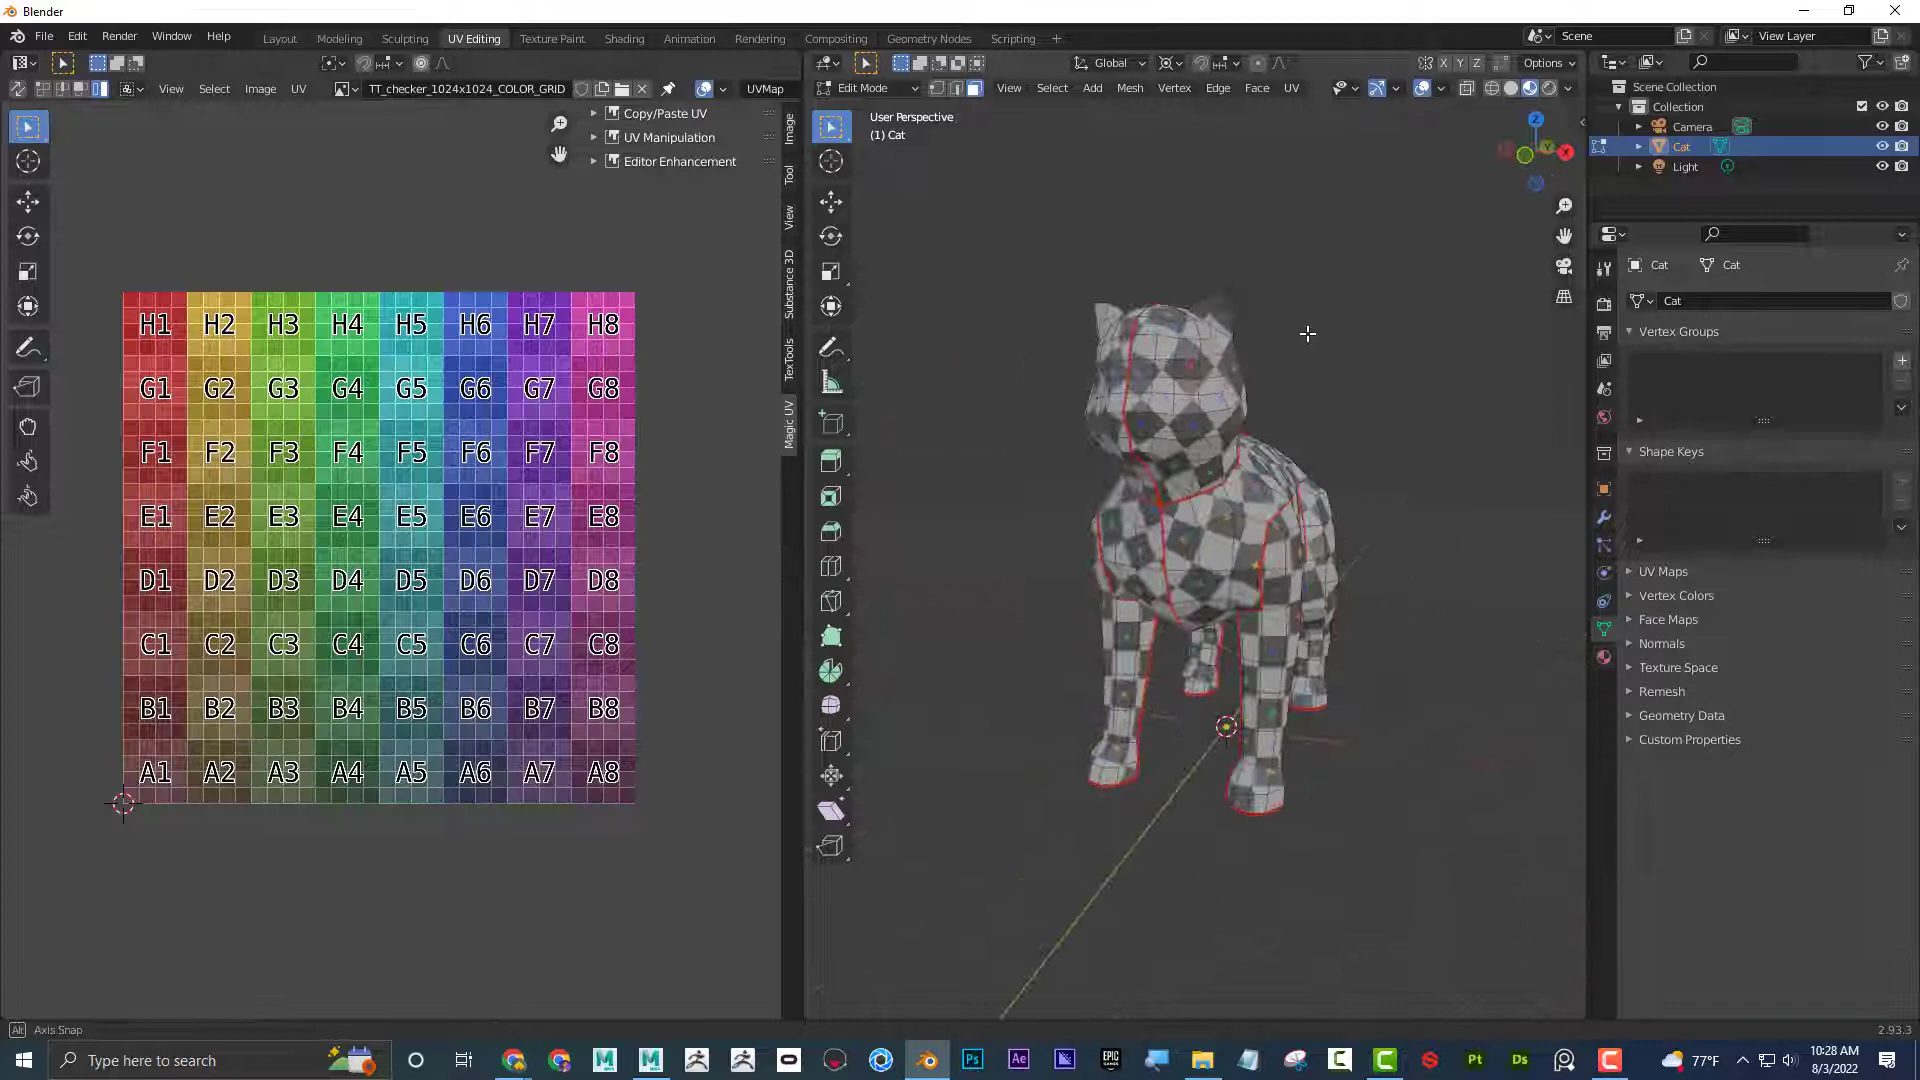 Blender
File Edit Render Window Help
Layout Modeling Sculpting UV Editing Texture Paint Shading Animation Rendering Compositing Geometry Nodes Scripting +
Scene
View Layer
Global
X Y Z
Options
View Select Image UV
TT_checker_1024x1024_COLOR_GRID
UVMap
Edit Mode
View Select Add Mesh Vertex Edge Face UV
Copy/Paste UV
UV Manipulation
Editor Enhancement
Image
Tool
View
Substance 3D
TexTools
Magic UV
User Perspective
(1) Cat
Z
Y
X
H1 H2 H3 H4 H5 H6 H7 H8
G1 G2 G3 G4 G5 G6 G7 G8
F1 F2 F3 F4 F5 F6 F7 F8
E1 E2 E3 E4 E5 E6 E7 E8
D1 D2 D3 D4 D5 D6 D7 D8
C1 C2 C3 C4 C5 C6 C7 C8
B1 B2 B3 B4 B5 B6 B7 B8
A1 A2 A3 A4 A5 A6 A7 A8
Scene Collection
Collection
Camera
Cat
Light
Cat
Cat
Cat
Vertex Groups
Shape Keys
UV Maps
Vertex Colors
Face Maps
Normals
Texture Space
Remesh
Geometry Data
Custom Properties
Alt Axis Snap
2.93.3
Type here to search
M
M
Ps
Ae
EPIC
C
C
S
Pt
Ds
C
77°F
10:28 AM
8/3/2022